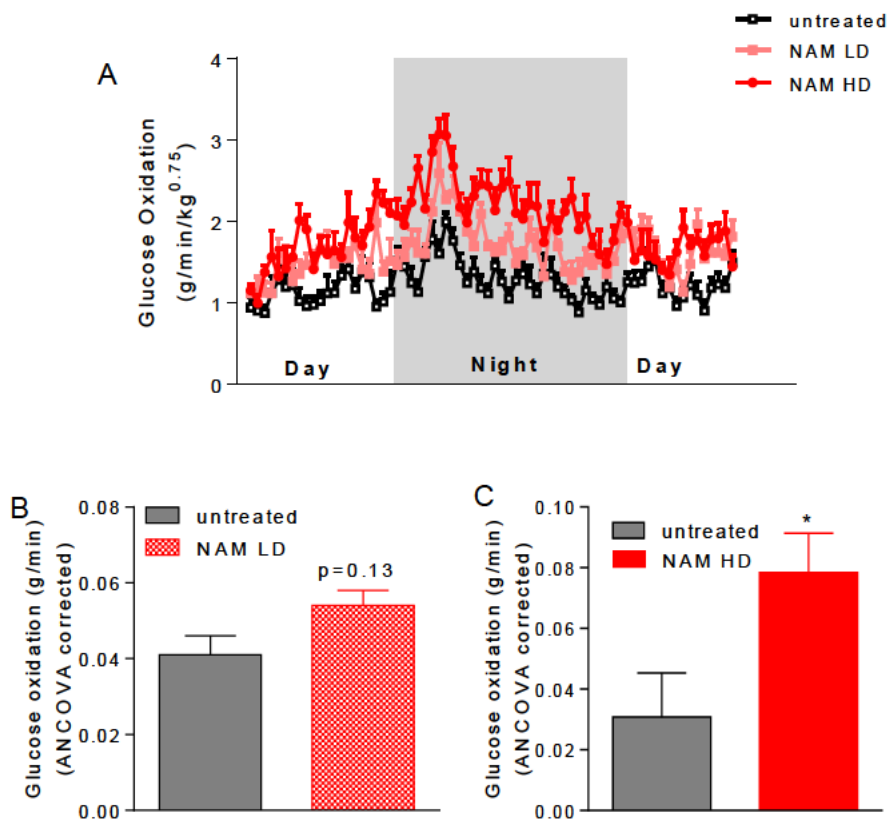 untreated
NAM LD
NAM HD
A
Glucose Oxidation
(g/min/kg^0.75)
4
3
2
1
0
Day Night Day
B
Glucose oxidation (g/min)
(ANCOVA corrected)
0.08
0.06
0.04
0.02
0.00
untreated
NAM LD
p=0.13
C
Glucose oxidation (g/min)
(ANCOVA corrected)
0.10
0.08
0.06
0.04
0.02
0.00
untreated
NAM HD
*